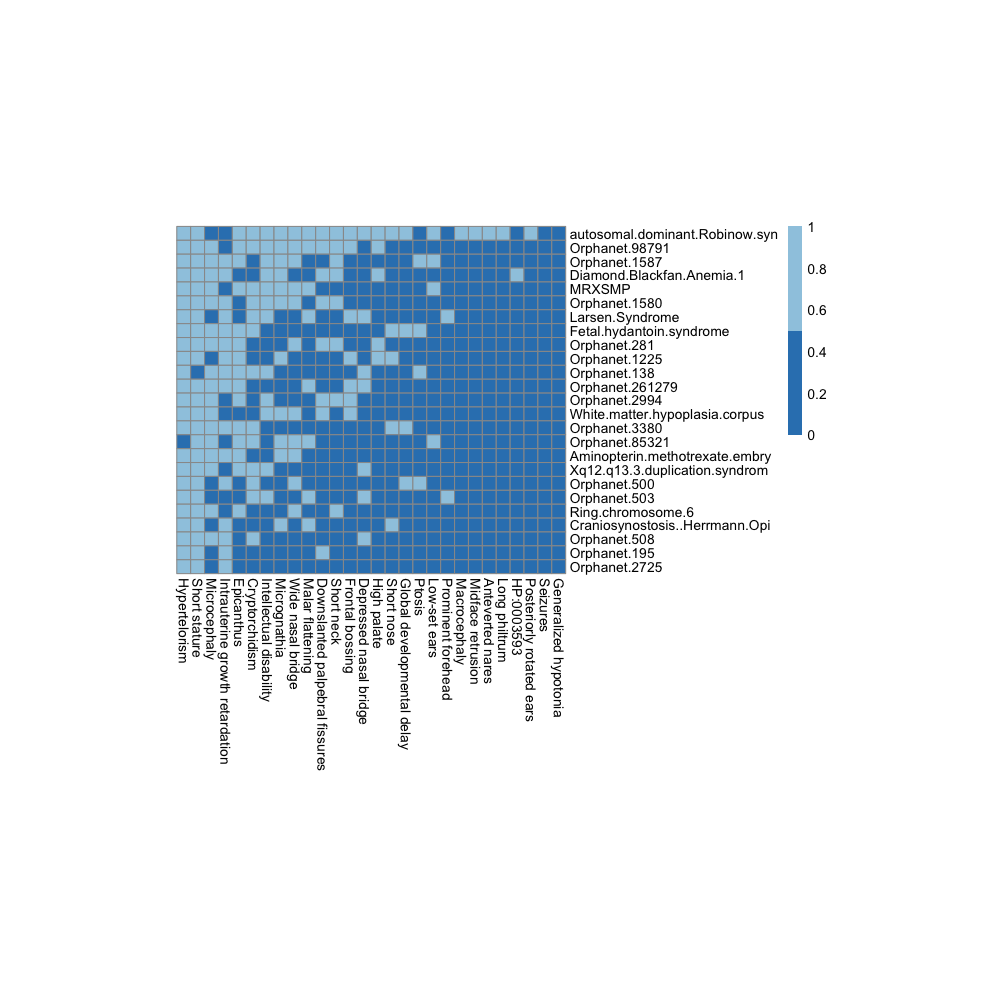 autosomal.dominant.Robinow.syn
Orphanet.98791
Orphanet.1587
Diamond.Blackfan.Anemia.1
MRXSMP
Orphanet.1580
Larsen.Syndrome
Fetal.hydantoin.syndrome
Orphanet.281
Orphanet.1225
Orphanet.138
Orphanet.261279
Orphanet.2994
White.matter.hypoplasia.corpus
Orphanet.3380
Orphanet.85321
Aminopterin.methotrexate.embry
Xq12.q13.3.duplication.syndrom
Orphanet.500
Orphanet.503
Ring.chromosome.6
Craniosynostosis..Herrmann.Opi
Orphanet.508
Orphanet.195
Orphanet.2725
1
0.8
0.6
0.4
0.2
0
Hypertelorism
Short stature
Microcephaly
Intrauterine growth retardation
Epicanthus
Cryptorchidism
Intellectual disability
Micrognathia
Wide nasal bridge
Malar flattening
Downslanted palpebral fissures
Short neck
Frontal bossing
Depressed nasal bridge
High palate
Short nose
Global developmental delay
Ptosis
Low-set ears
Prominent forehead
Macrocephaly
Midface retrusion
Anteverted nares
Long philtrum
HP:0003593
Posteriorly rotated ears
Seizures
Generalized hypotonia